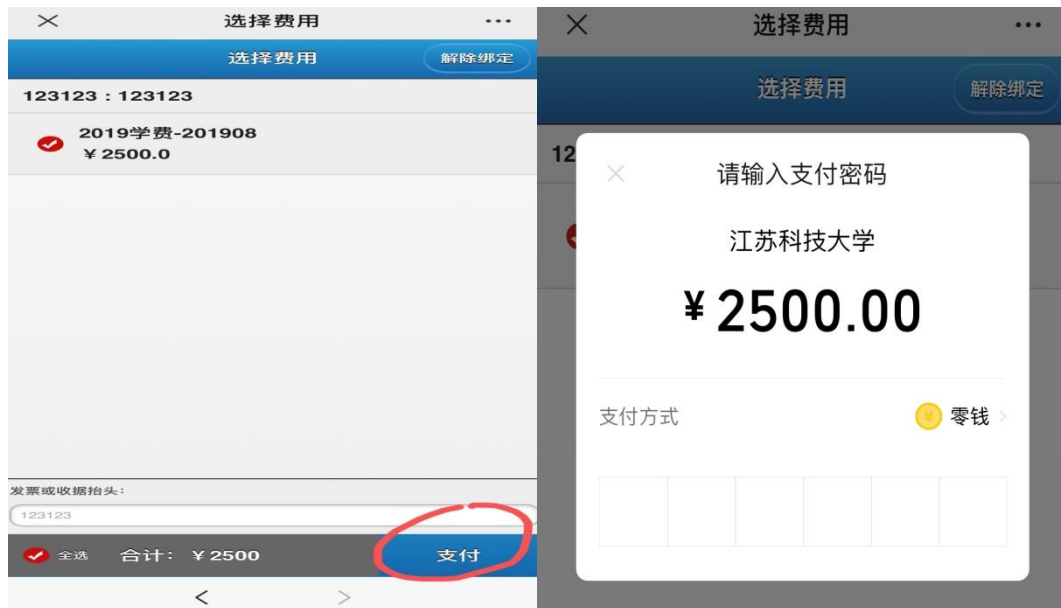 选择费用
选择费用
解除绑定
123123：123123
2019学费-201908
￥2500.0
发票或收据抬头：
123123
全选 合计：￥2500
支付
选择费用
选择费用
解除绑定
12
请输入支付密码
江苏科技大学
¥2500.00
支付方式
¥ 零钱